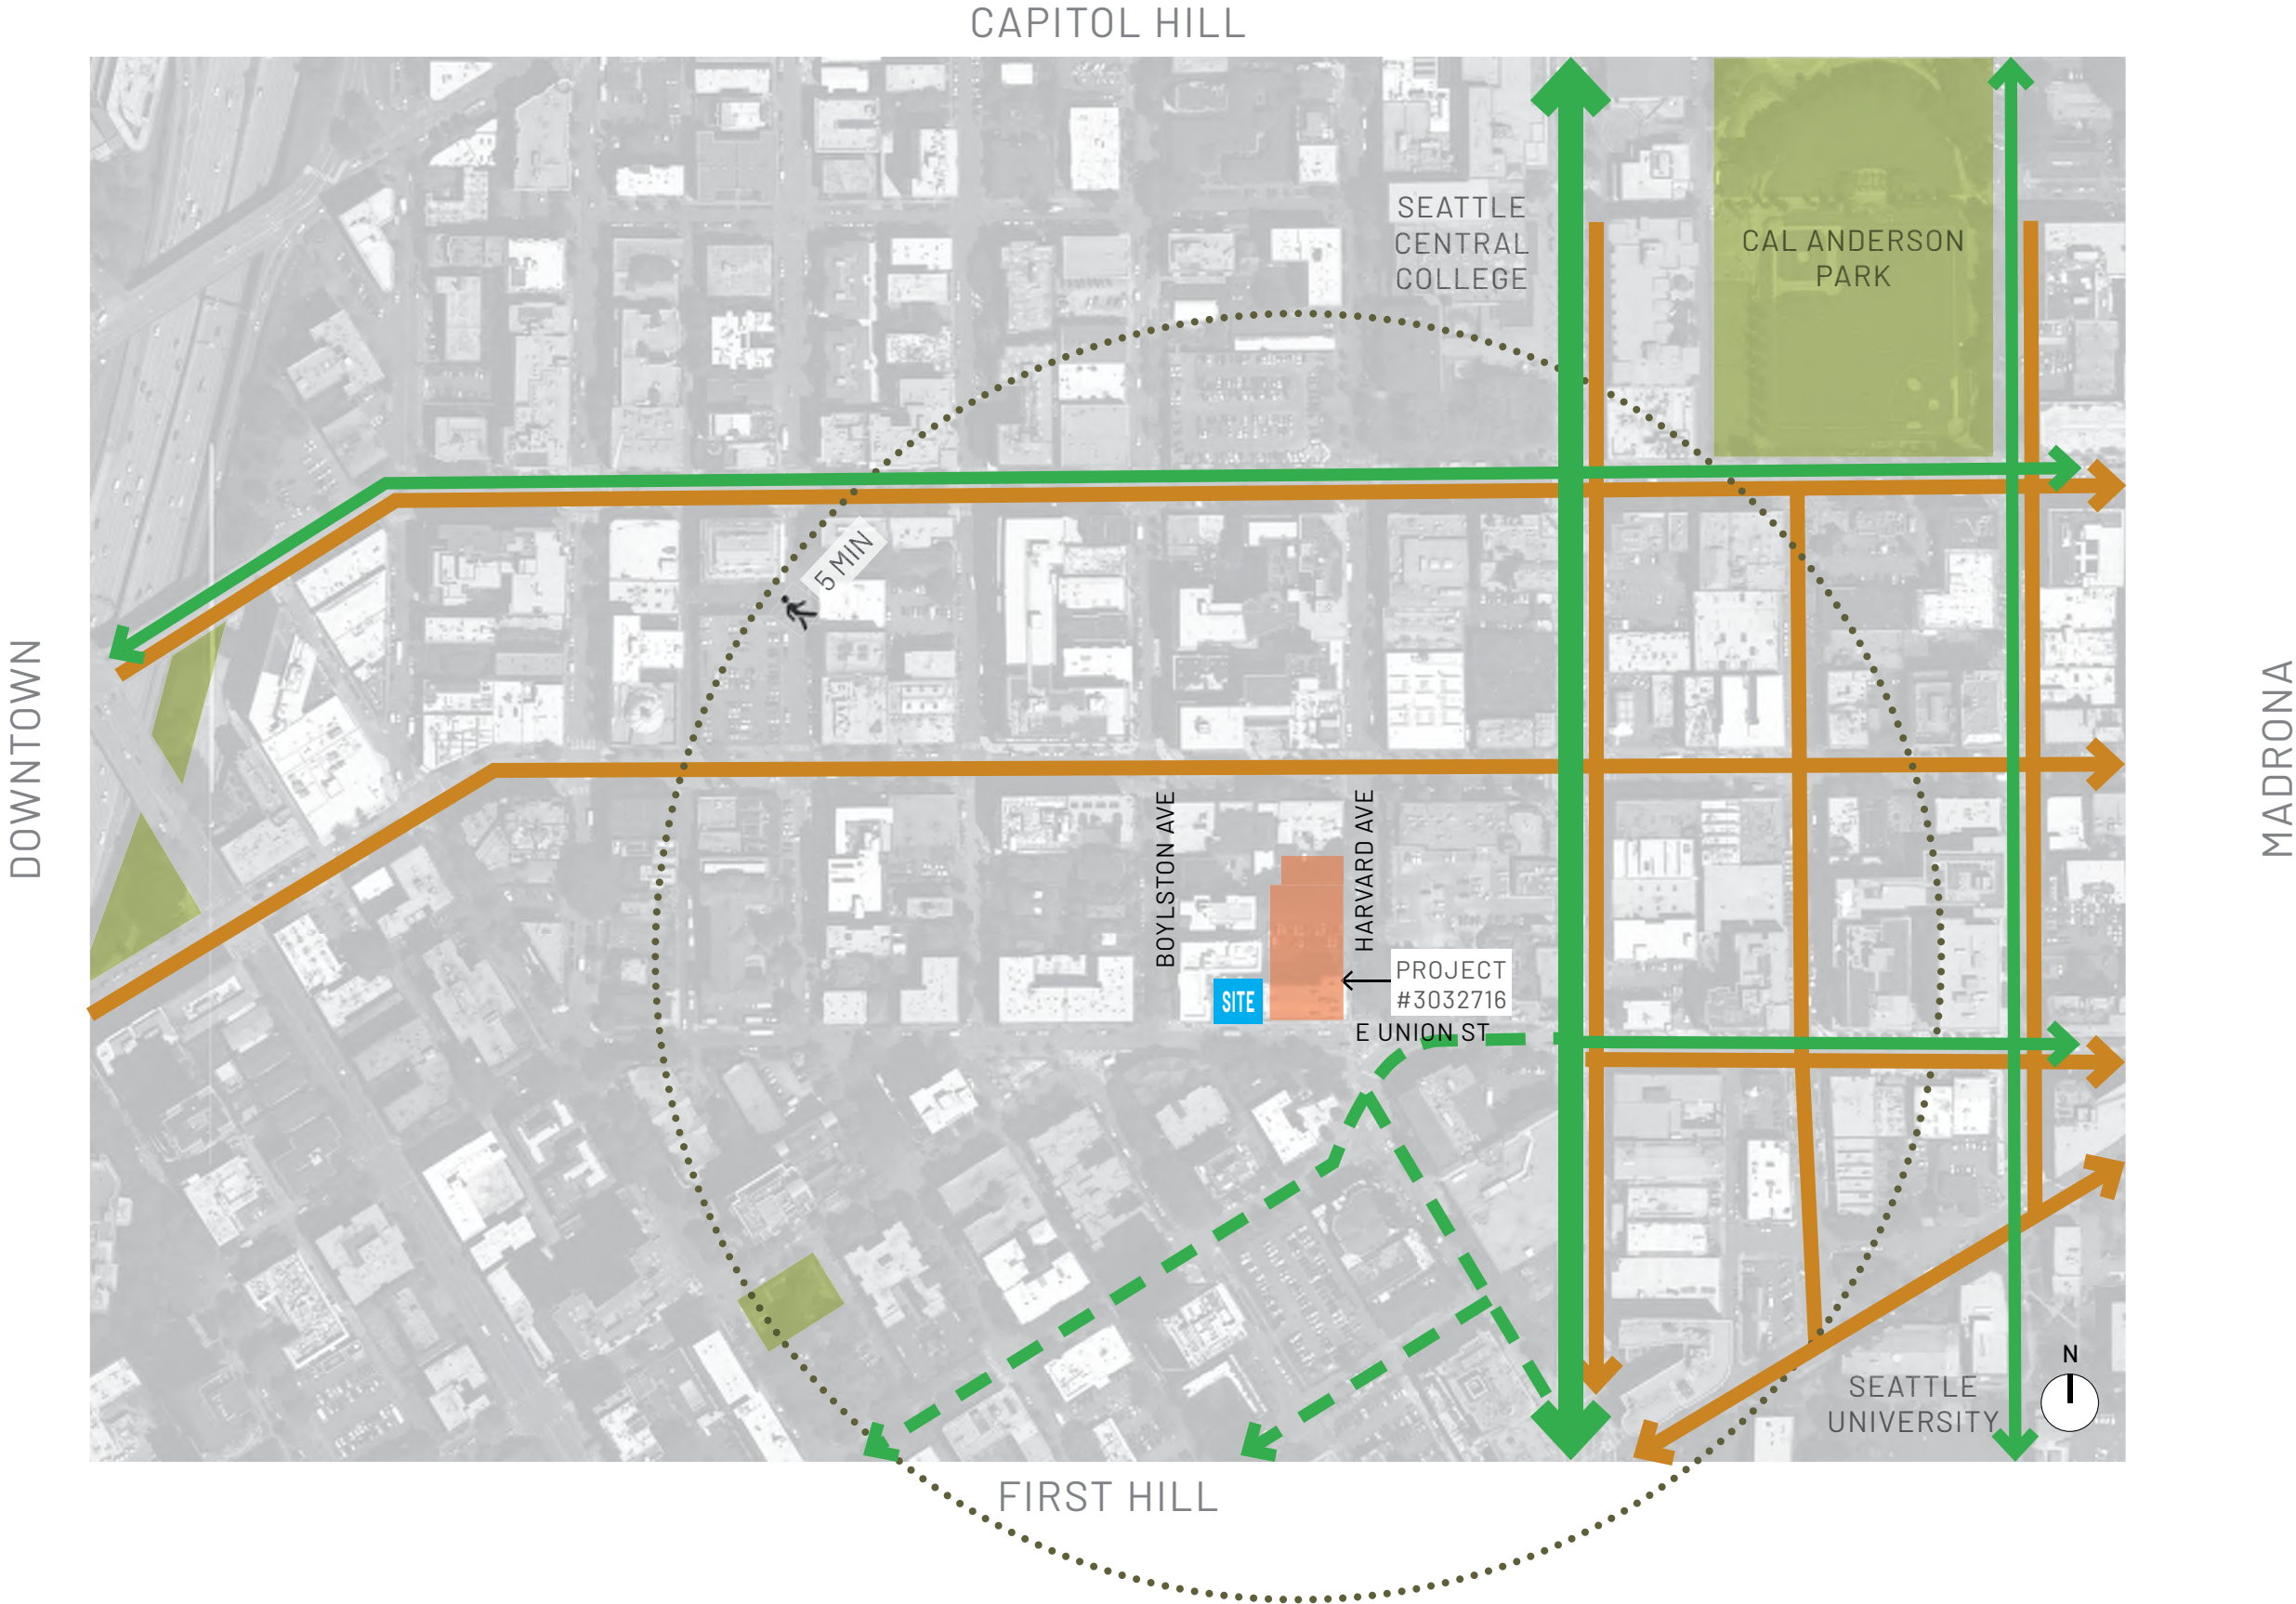 CAPITOL HILL
SEATTLE
CENTRAL
COLLEGE
CAL ANDERSON
PARK
5 MIN
DOWNTOWN
MADRONA
BOYLSTON AVE
HARVARD AVE
PROJECT
#3032716
SITE
E UNION ST
N
SEATTLE
UNIVERSITY
FIRST HILL